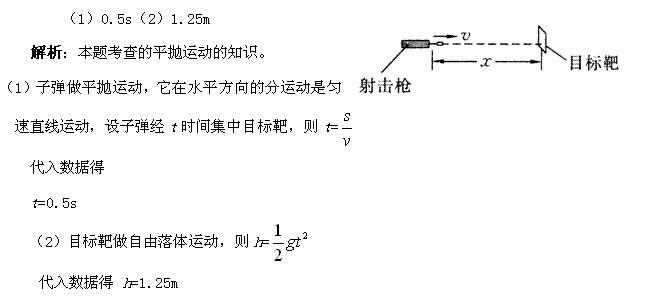 （1）0.5s（2）1.25m
解析：本题考查的平抛运动的知识。
（1）子弹做平抛运动，它在水平方向的分运动是匀
速直线运动，设子弹经 t 时间集中目标靶，则 t=s/v
代入数据得
t=0.5s
（2）目标靶做自由落体运动，则 h=1/2 gt²
代入数据得 h=1.25m
v
x
射击枪
目标靶